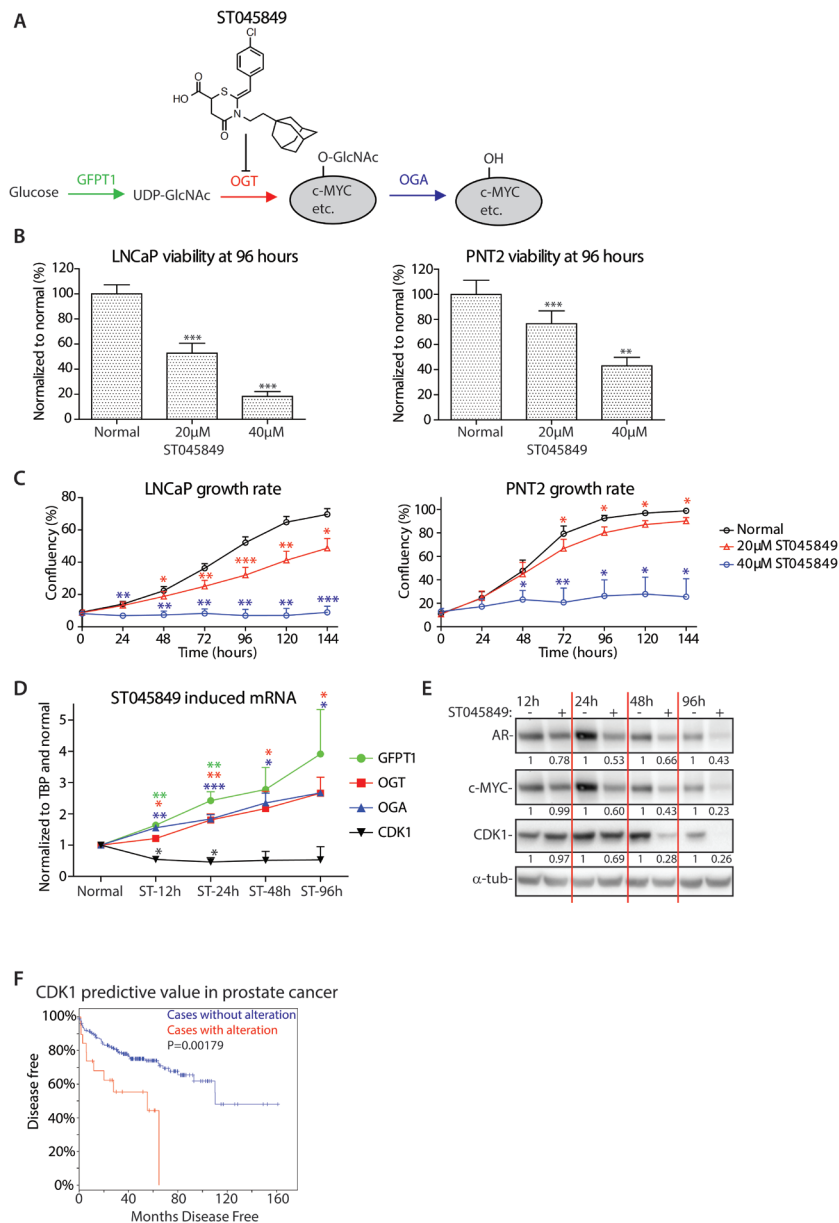 A
ST045849
Cl
O
HO
S
N
O
O-GlcNAc
OH
GFPT1
OGT
OGA
Glucose
UDP-GlcNAc
c-MYC
etc.
c-MYC
etc.
B
LNCaP viability at 96 hours
Normalized to normal (%)
120
100
80
60
40
20
0
***
***
Normal
20µM
40µM
ST045849
PNT2 viability at 96 hours
Normalized to normal (%)
120
100
80
60
40
20
0
***
**
Normal
20µM
40µM
ST045849
C
LNCaP growth rate
Confluency (%)
80
60
40
20
0
** * ** *** ** *
** ** ** ** ***
0 24 48 72 96 120 144
Time (hours)
PNT2 growth rate
Confluency (%)
100
80
60
40
20
0
* * * *
* ** * * *
0 24 48 72 96 120 144
Time (hours)
Normal
20µM ST045849
40µM ST045849
D
ST045849 induced mRNA
Normalized to TBP and normal
5
4
3
2
1
0
** * **
** ** ***
* *
* *
* *
Normal ST-12h ST-24h ST-48h ST-96h
GFPT1
OGT
OGA
CDK1
E
12h 24h 48h 96h
ST045849: - + - + - + - +
AR-
1 0.78 1 0.53 1 0.66 1 0.43
c-MYC-
1 0.99 1 0.60 1 0.43 1 0.23
CDK1-
1 0.97 1 0.69 1 0.28 1 0.26
α-tub-
F
CDK1 predictive value in prostate cancer
Disease free
100%
80%
60%
40%
20%
0%
Cases without alteration
Cases with alteration
P=0.00179
0 40 80 120 160
Months Disease Free